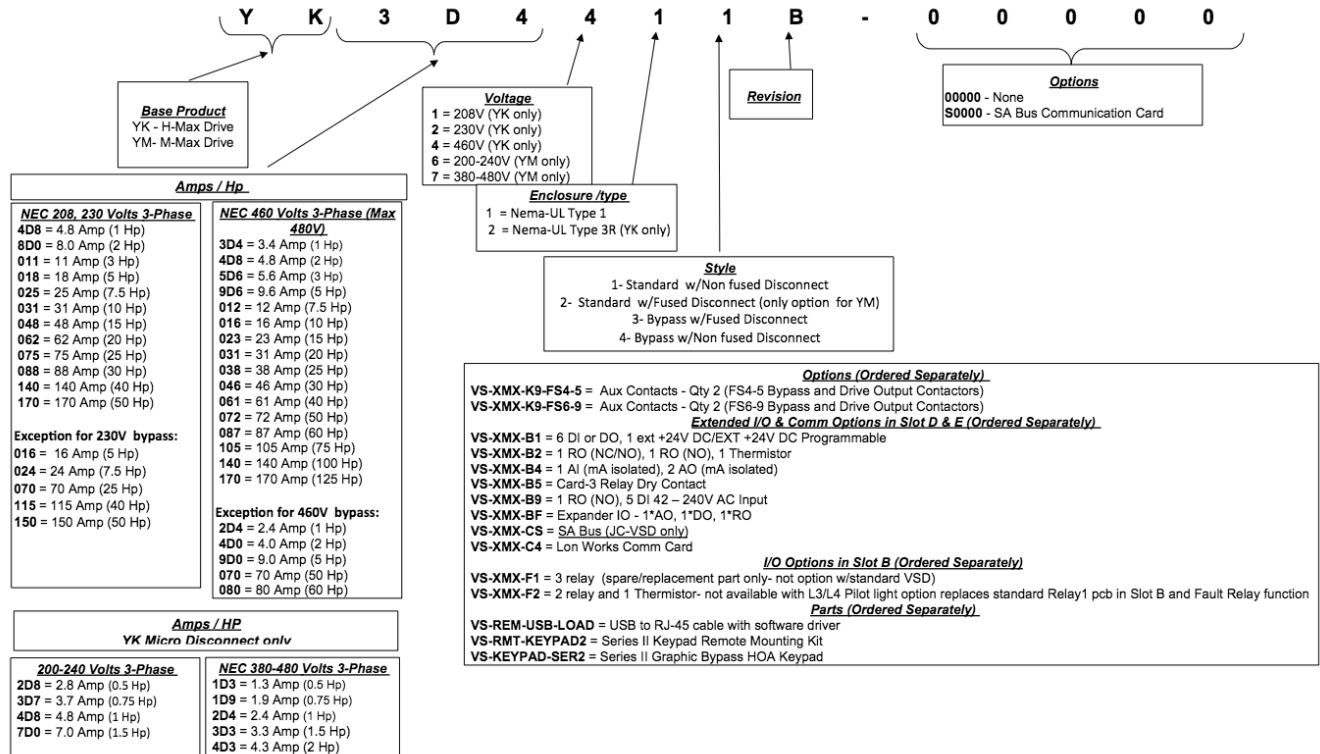 Y K 3 D 4 4 1 1 B - 0 0 0 0 0
Base Product
YK - H-Max Drive
YM- M-Max Drive
Voltage
1 = 208V (YK only)
2 = 230V (YK only)
4 = 460V (YK only)
6 = 200-240V (YM only)
7 = 380-480V (YM only)
Revision
Options
00000 - None
S0000 - SA Bus Communication Card
Enclosure /type
1 = Nema-UL Type 1
2 = Nema-UL Type 3R (YK only)
Style
1- Standard w/Non fused Disconnect
2- Standard w/Fused Disconnect (only option for YM)
3- Bypass w/Fused Disconnect
4- Bypass w/Non fused Disconnect
Amps / Hp
NEC 208, 230 Volts 3-Phase
4D8 = 4.8 Amp (1 Hp)
8D0 = 8.0 Amp (2 Hp)
011 = 11 Amp (3 Hp)
018 = 18 Amp (5 Hp)
025 = 25 Amp (7.5 Hp)
031 = 31 Amp (10 Hp)
048 = 48 Amp (15 Hp)
062 = 62 Amp (20 Hp)
075 = 75 Amp (25 Hp)
088 = 88 Amp (30 Hp)
140 = 140 Amp (40 Hp)
170 = 170 Amp (50 Hp)
Exception for 230V bypass:
016 = 16 Amp (5 Hp)
024 = 24 Amp (7.5 Hp)
070 = 70 Amp (25 Hp)
115 = 115 Amp (40 Hp)
150 = 150 Amp (50 Hp)
NEC 460 Volts 3-Phase (Max
480V)
3D4 = 3.4 Amp (1 Hp)
4D8 = 4.8 Amp (2 Hp)
5D6 = 5.6 Amp (3 Hp)
9D6 = 9.6 Amp (5 Hp)
012 = 12 Amp (7.5 Hp)
016 = 16 Amp (10 Hp)
023 = 23 Amp (15 Hp)
031 = 31 Amp (20 Hp)
038 = 38 Amp (25 Hp)
046 = 46 Amp (30 Hp)
061 = 61 Amp (40 Hp)
072 = 72 Amp (50 Hp)
087 = 87 Amp (60 Hp)
105 = 105 Amp (75 Hp)
140 = 140 Amp (100 Hp)
170 = 170 Amp (125 Hp)
Exception for 460V bypass:
2D4 = 2.4 Amp (1 Hp)
4D0 = 4.0 Amp (2 Hp)
9D0 = 9.0 Amp (5 Hp)
070 = 70 Amp (50 Hp)
080 = 80 Amp (60 Hp)
Options (Ordered Separately)
VS-XMX-K9-FS4-5 = Aux Contacts - Qty 2 (FS4-5 Bypass and Drive Output Contactors)
VS-XMX-K9-FS6-9 = Aux Contacts - Qty 2 (FS6-9 Bypass and Drive Output Contactors)
Extended I/O & Comm Options in Slot D & E (Ordered Separately)
VS-XMX-B1 = 6 DI or DO, 1 ext +24V DC/EXT +24V DC Programmable
VS-XMX-B2 = 1 RO (NC/NO), 1 RO (NO), 1 Thermistor
VS-XMX-B4 = 1 AI (mA isolated), 2 AO (mA isolated)
VS-XMX-B5 = Card-3 Relay Dry Contact
VS-XMX-B9 = 1 RO (NO), 5 DI 42 – 240V AC Input
VS-XMX-BF = Expander IO - 1*AO, 1*DO, 1*RO
VS-XMX-CS = SA Bus (JC-VSD only)
VS-XMX-C4 = Lon Works Comm Card
I/O Options in Slot B (Ordered Separately)
VS-XMX-F1 = 3 relay (spare/replacement part only- not option w/standard VSD)
VS-XMX-F2 = 2 relay and 1 Thermistor- not available with L3/L4 Pilot light option replaces standard Relay1 pcb in Slot B and Fault Relay function
Parts (Ordered Separately)
VS-REM-USB-LOAD = USB to RJ-45 cable with software driver
VS-RMT-KEYPAD2 = Series II Keypad Remote Mounting Kit
VS-KEYPAD-SER2 = Series II Graphic Bypass HOA Keypad
Amps / HP
YK Micro Disconnect only
200-240 Volts 3-Phase
2D8 = 2.8 Amp (0.5 Hp)
3D7 = 3.7 Amp (0.75 Hp)
4D8 = 4.8 Amp (1 Hp)
7D0 = 7.0 Amp (1.5 Hp)
NEC 380-480 Volts 3-Phase
1D3 = 1.3 Amp (0.5 Hp)
1D9 = 1.9 Amp (0.75 Hp)
2D4 = 2.4 Amp (1 Hp)
3D3 = 3.3 Amp (1.5 Hp)
4D3 = 4.3 Amp (2 Hp)